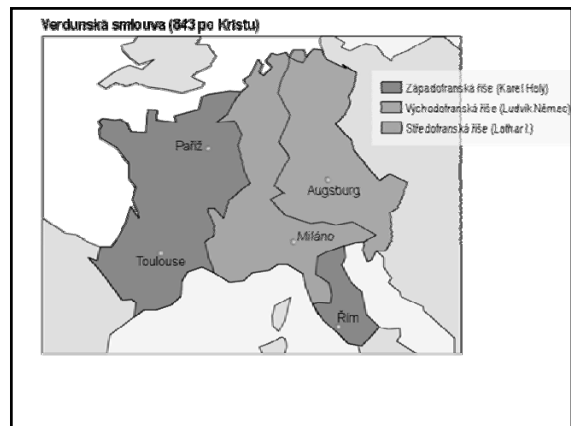 Verdunská smlouva (843 po Kristu)
Západofranská říše (Karel Holý)
Východofranská říše (Ludvík Němec)
Středofranská říše (Lothar I.)
Paříž
Augsburg
Miláno
Toulouse
Řím